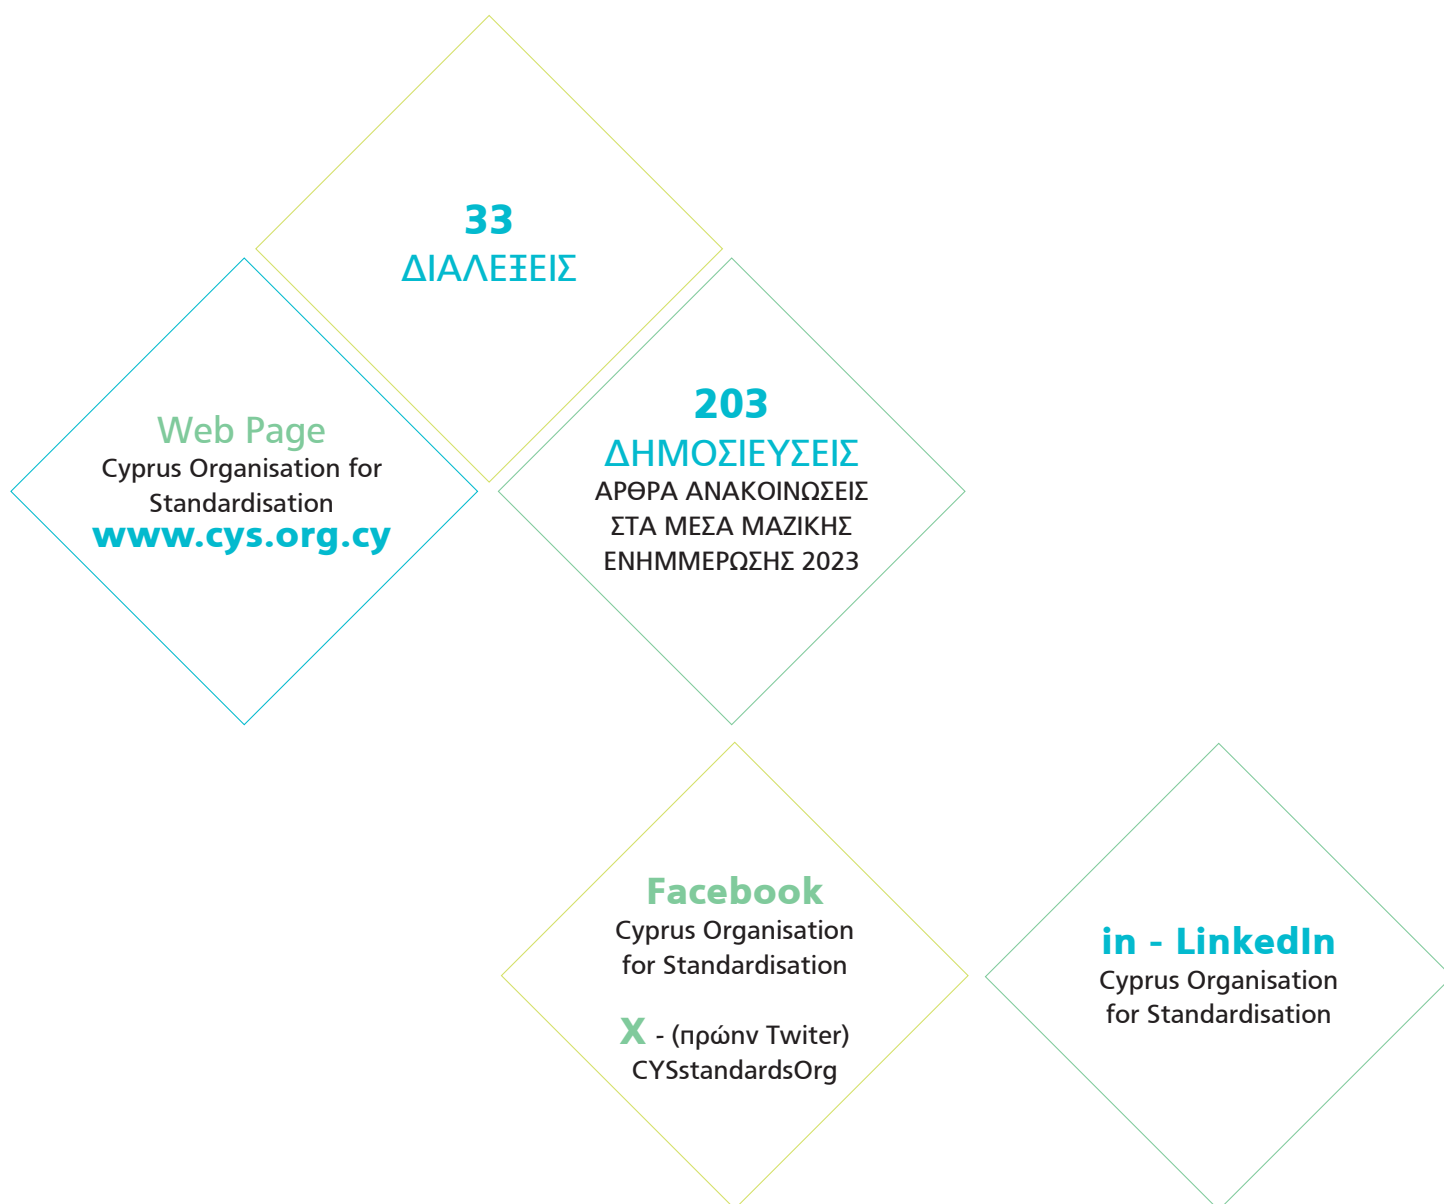 33
ΔΙΑΛΕΞΕΙΣ
Web Page
Cyprus Organisation for
Standardisation
www.cys.org.cy
203
ΔΗΜΟΣΙΕΥΣΕΙΣ
ΑΡΘΡΑ ΑΝΑΚΟΙΝΩΣΕΙΣ
ΣΤΑ ΜΕΣΑ ΜΑΖΙΚΗΣ
ΕΝΗΜΜΕΡΩΣΗΣ 2023
Facebook
Cyprus Organisation
for Standardisation
X - (πρώην Twiter)
CYSstandardsOrg
in - LinkedIn
Cyprus Organisation
for Standardisation